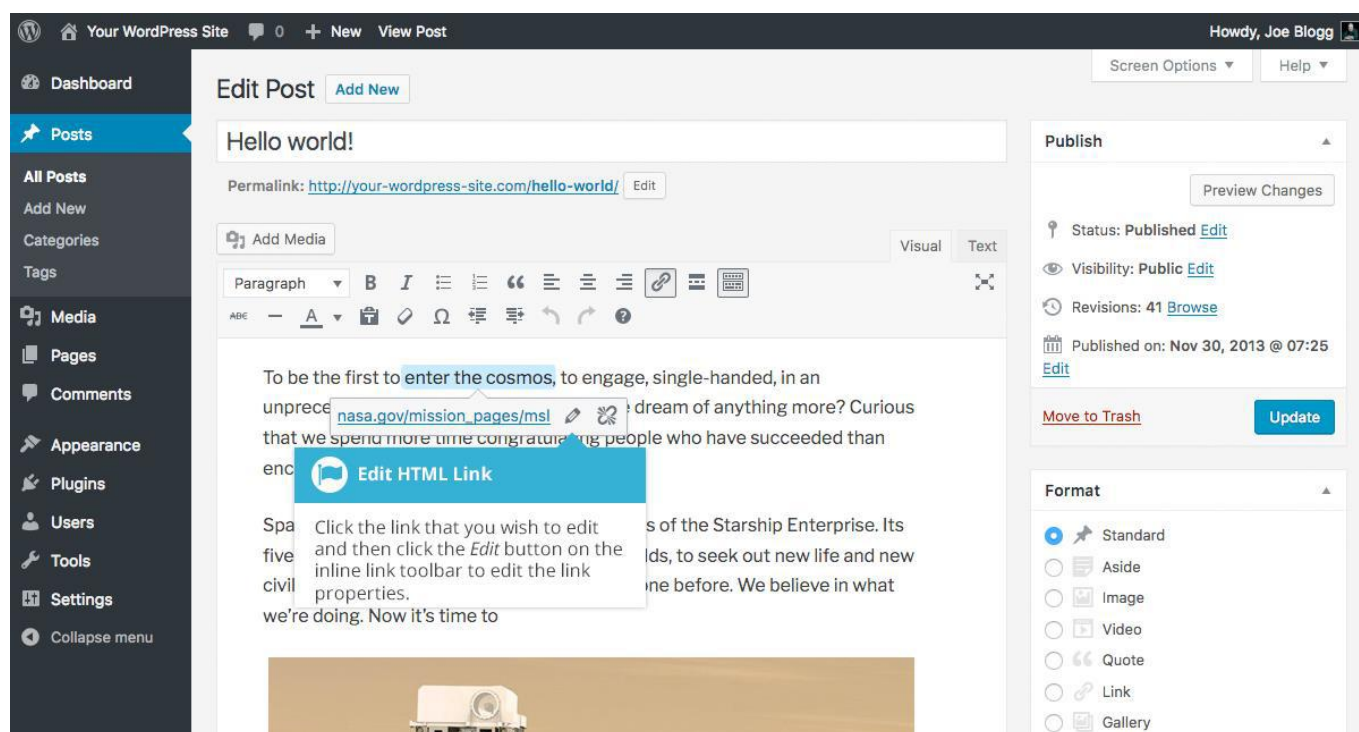 Your WordPress Site 0 + New View Post Howdy, Joe Blogg
Screen Options Help
Dashboard
Posts
All Posts
Add New
Categories
Tags
Media
Pages
Comments
Appearance
Plugins
Users
Tools
Settings
Collapse menu
Edit Post Add New
Hello world!
Permalink: http://your-wordpress-site.com/hello-world/ Edit
Add Media
Visual Text
Paragraph B I
ABE A Ω
To be the first to enter the cosmos, to engage, single-handed, in an
unprece dream of anything more? Curious
nasa.gov/mission_pages/msl
that we spend more time congratulating people who have succeeded than
enc
Edit HTML Link
Click the link that you wish to edit
and then click the Edit button on the
inline link toolbar to edit the link
properties.
Spa s of the Starship Enterprise. Its
five lds, to seek out new life and new
civil one before. We believe in what
we're doing. Now it's time to
Publish
Preview Changes
Status: Published Edit
Visibility: Public Edit
Revisions: 41 Browse
Published on: Nov 30, 2013 @ 07:25
Edit
Move to Trash Update
Format
Standard
Aside
Image
Video
Quote
Link
Gallery